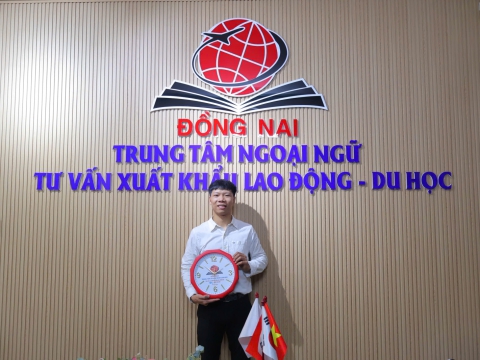 ĐỒNG NAI
TRUNG TÂM NGOẠI NGỮ
TƯ VẤN XUẤT KHẨU LAO ĐỘNG - DU HỌC